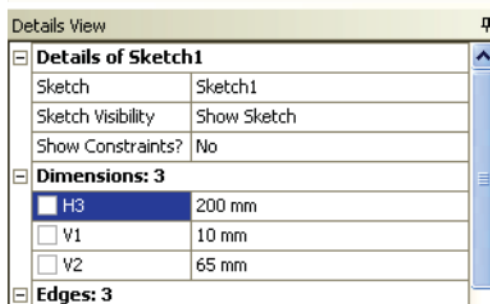 Details View
Details of Sketch1
Sketch Sketch1
Sketch Visibility Show Sketch
Show Constraints? No
Dimensions: 3
H3 200 mm
V1 10 mm
V2 65 mm
Edges: 3